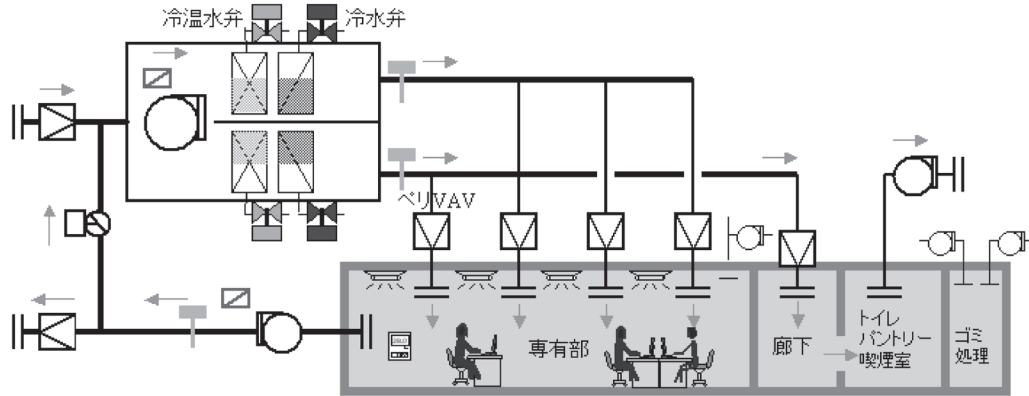 冷温水弁
冷水弁
ペリVAV
専有部
廊下
トイレ
パントリー
喫煙室
ゴミ
処理